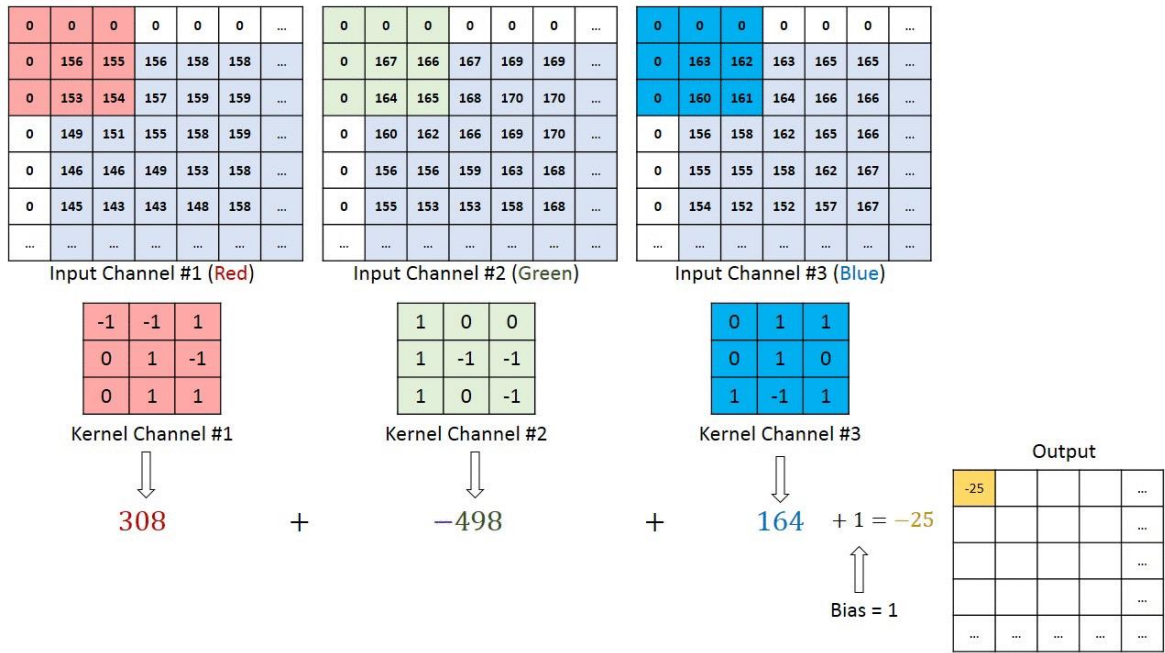 0 0 0 0 0 0 ... 0 0 0 0 0 0 ... 0 0 0 0 0 0 ...
0 156 155 156 158 158 ... 0 167 166 167 169 169 ... 0 163 162 163 165 165 ...
0 153 154 157 159 159 ... 0 164 165 168 170 170 ... 0 160 161 164 166 166 ...
0 149 151 155 158 159 ... 0 160 162 166 169 170 ... 0 156 158 162 165 166 ...
0 146 146 149 153 158 ... 0 156 156 159 163 168 ... 0 155 155 158 162 167 ...
0 145 143 143 148 158 ... 0 155 153 153 158 168 ... 0 154 152 152 157 167 ...
... ... ... ... ... ... ... ... ... ... ... ... ... ... ... ... ... ... ... ... ...
Input Channel #1 (Red) Input Channel #2 (Green) Input Channel #3 (Blue)
-1 -1 1 1 0 0 0 1 1
0 1 -1 1 -1 -1 0 1 0
0 1 1 1 0 -1 1 -1 1
Kernel Channel #1 Kernel Channel #2 Kernel Channel #3
308 + −498 + 164 + 1 = −25
Bias = 1
Output
-25 ...
...
...
...
... ... ... ... ...